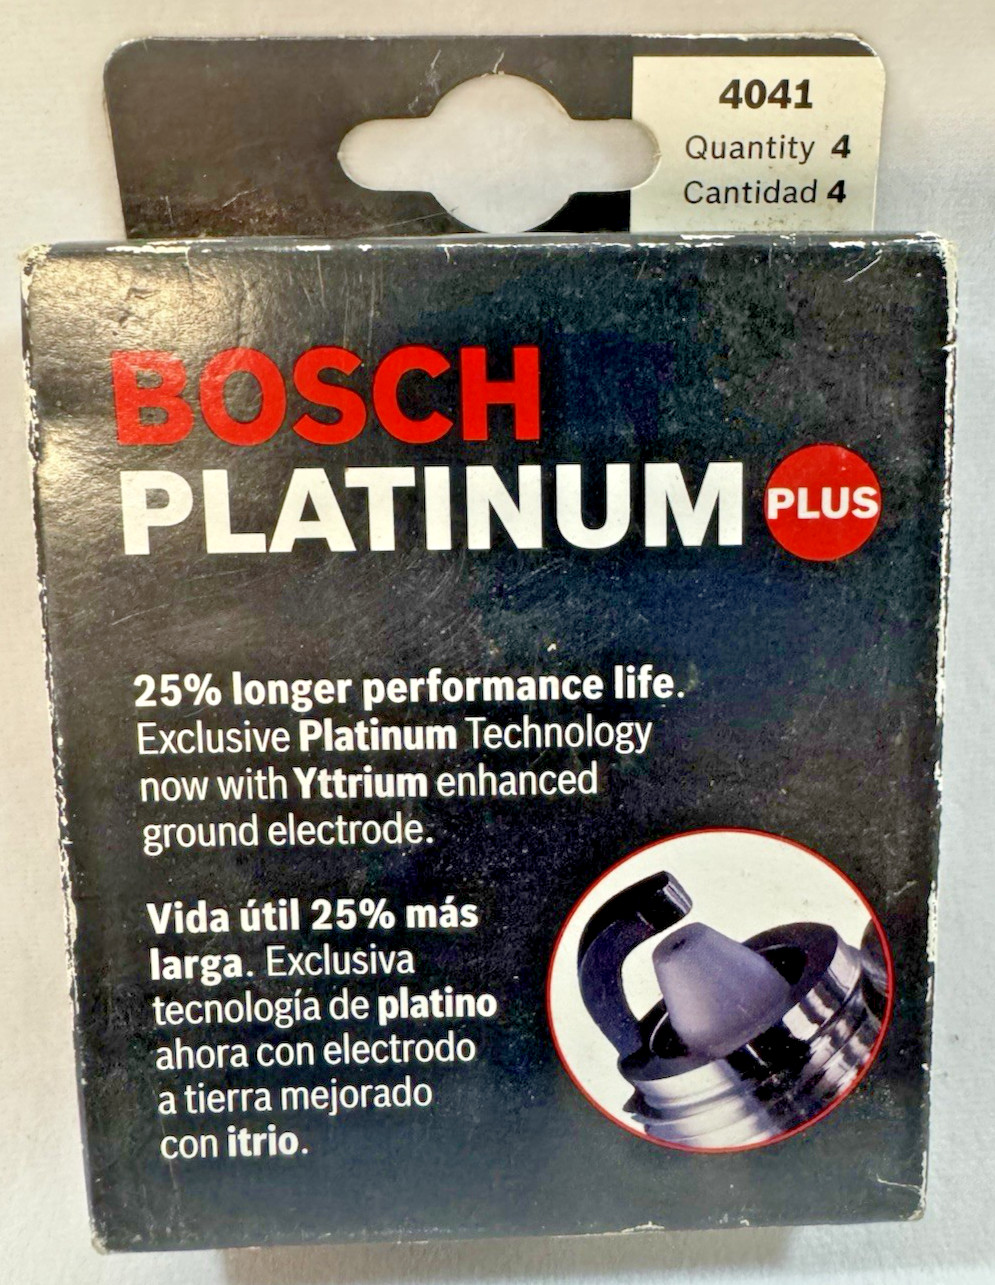 4041
Quantity 4
Cantidad 4
BOSCH
PLATINUM PLUS
25% longer performance life.
Exclusive Platinum Technology
now with Yttrium enhanced
ground electrode.
Vida útil 25% más
larga. Exclusiva
tecnología de platino
ahora con electrodo
a tierra mejorado
con itrio.